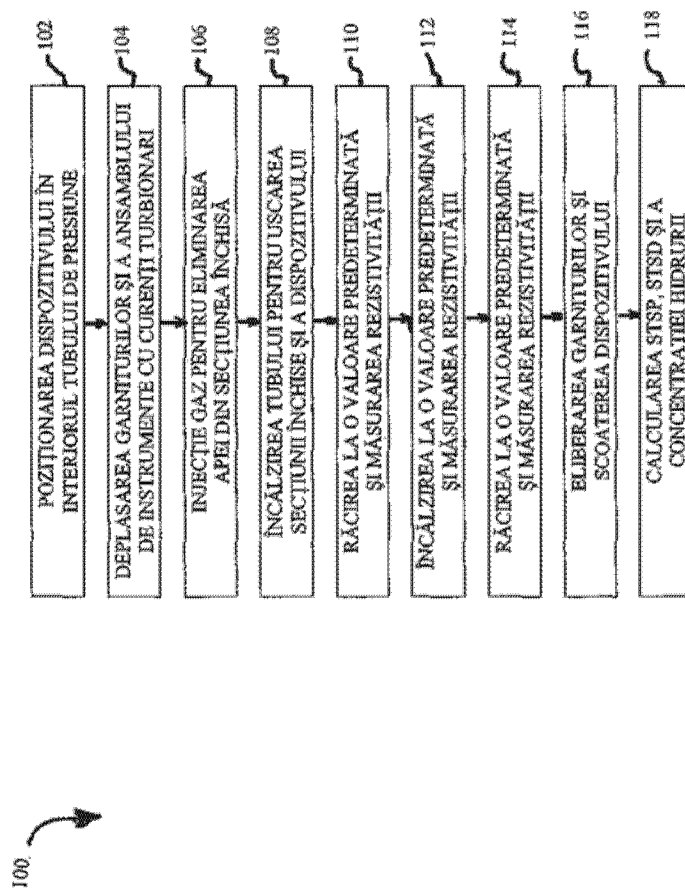 100
POZIȚIONAREA DISPOZITIVULUI ÎN
INTERIORUL TUBULUI DE PRESIUNE
102
DEPLASAREA GARNITURILOR ȘI A ANSAMBLULUI
DE INSTRUMENTE CU CURENȚI TURBIONARI
104
INJECȚIE GAZ PENTRU ELIMINAREA
APEI DIN SECȚIUNEA ÎNCHISĂ
106
ÎNCĂLZIREA TUBULUI PENTRU USCAREA
SECȚIUNII ÎNCHISE ȘI A DISPOZITIVULUI
108
RĂCIREA LA O VALOARE PREDETERMINATĂ
ȘI MĂSURAREA REZISTIVITĂȚII
110
ÎNCĂLZIREA LA O VALOARE PREDETERMINATĂ
ȘI MĂSURAREA REZISTIVITĂȚII
112
RĂCIREA LA O VALOARE PREDETERMINATĂ
ȘI MĂSURAREA REZISTIVITĂȚII
114
ELIBERAREA GARNITURILOR ȘI
SCOATEREA DISPOZITIVULUI
116
CALCULAREA STSP, STSD ȘI A
CONCENTRAȚIEI HIDRURII
118